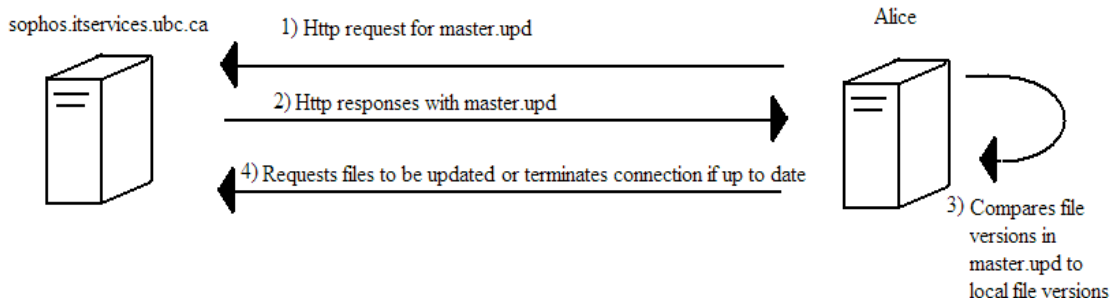 sophos.itservices.ubc.ca
Alice
1) Http request for master.upd
2) Http responses with master.upd
4) Requests files to be updated or terminates connection if up to date
3) Compares file
versions in
master.upd to
local file versions